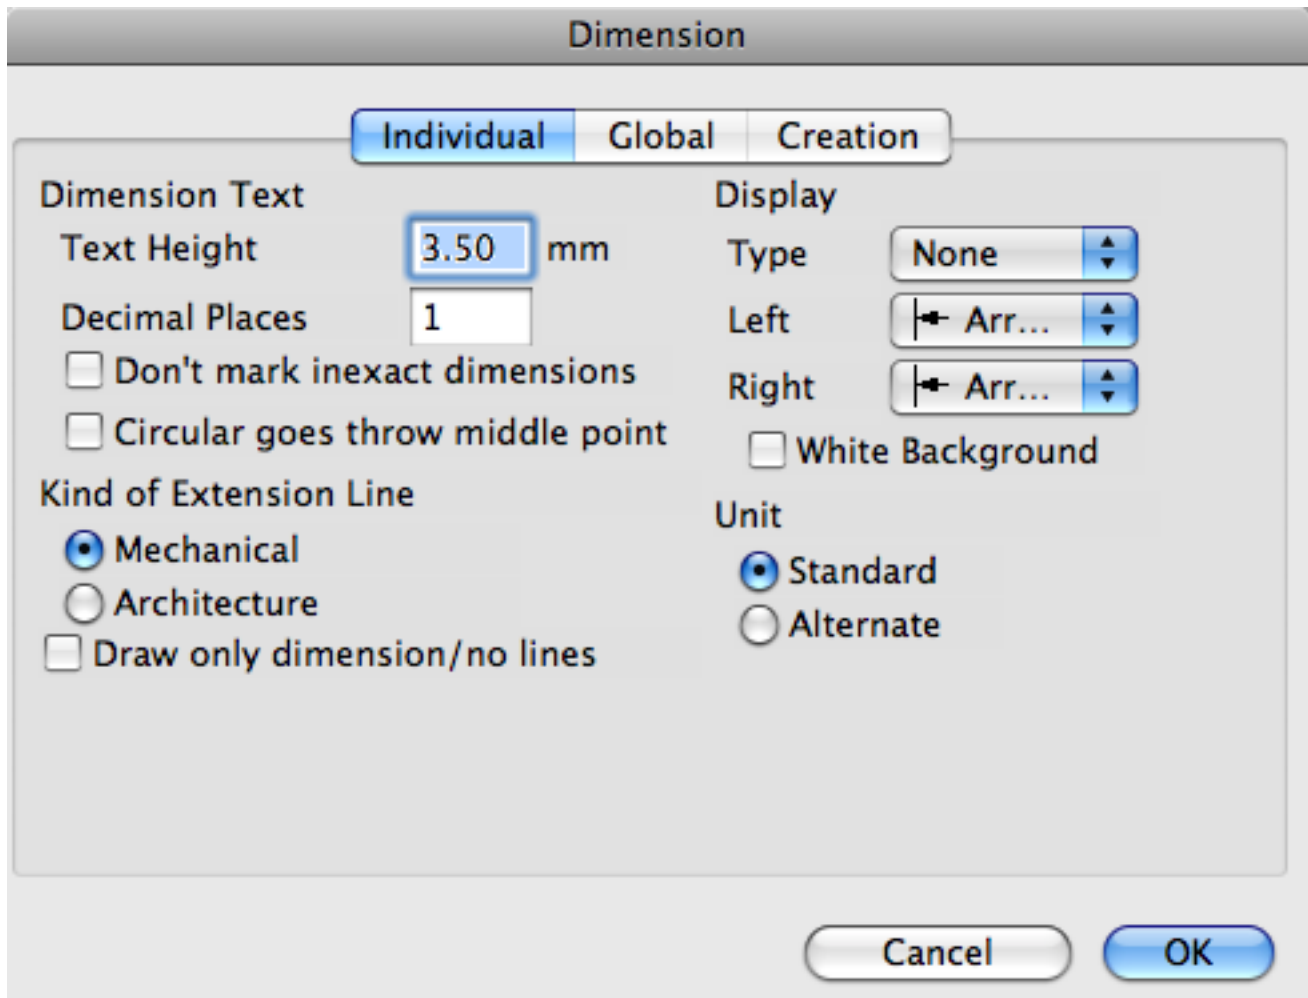 Dimension
Individual Global Creation
Dimension Text
Text Height 3.50 mm
Decimal Places 1
Don't mark inexact dimensions
Circular goes throw middle point
Kind of Extension Line
Mechanical
Architecture
Draw only dimension/no lines
Display
Type None
Left Arr...
Right Arr...
White Background
Unit
Standard
Alternate
Cancel OK